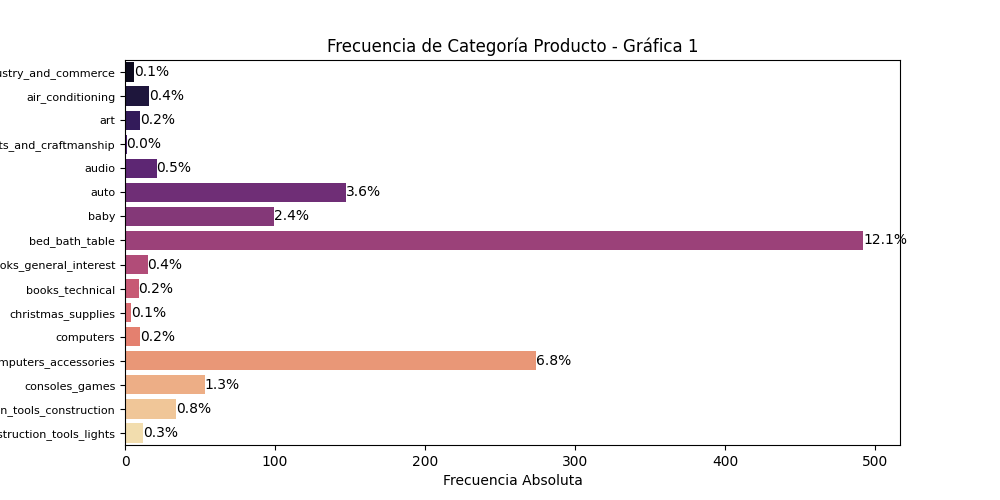 Frecuencia de Categoría Producto - Gráfica 1
ustry_and_commerce 0.1%
air_conditioning 0.4%
art 0.2%
ts_and_craftmanship 0.0%
audio 0.5%
auto 3.6%
baby 2.4%
bed_bath_table 12.1%
oks_general_interest 0.4%
books_technical 0.2%
christmas_supplies 0.1%
computers 0.2%
mputers_accessories 6.8%
consoles_games 1.3%
n_tools_construction 0.8%
struction_tools_lights 0.3%
0 100 200 300 400 500
Frecuencia Absoluta